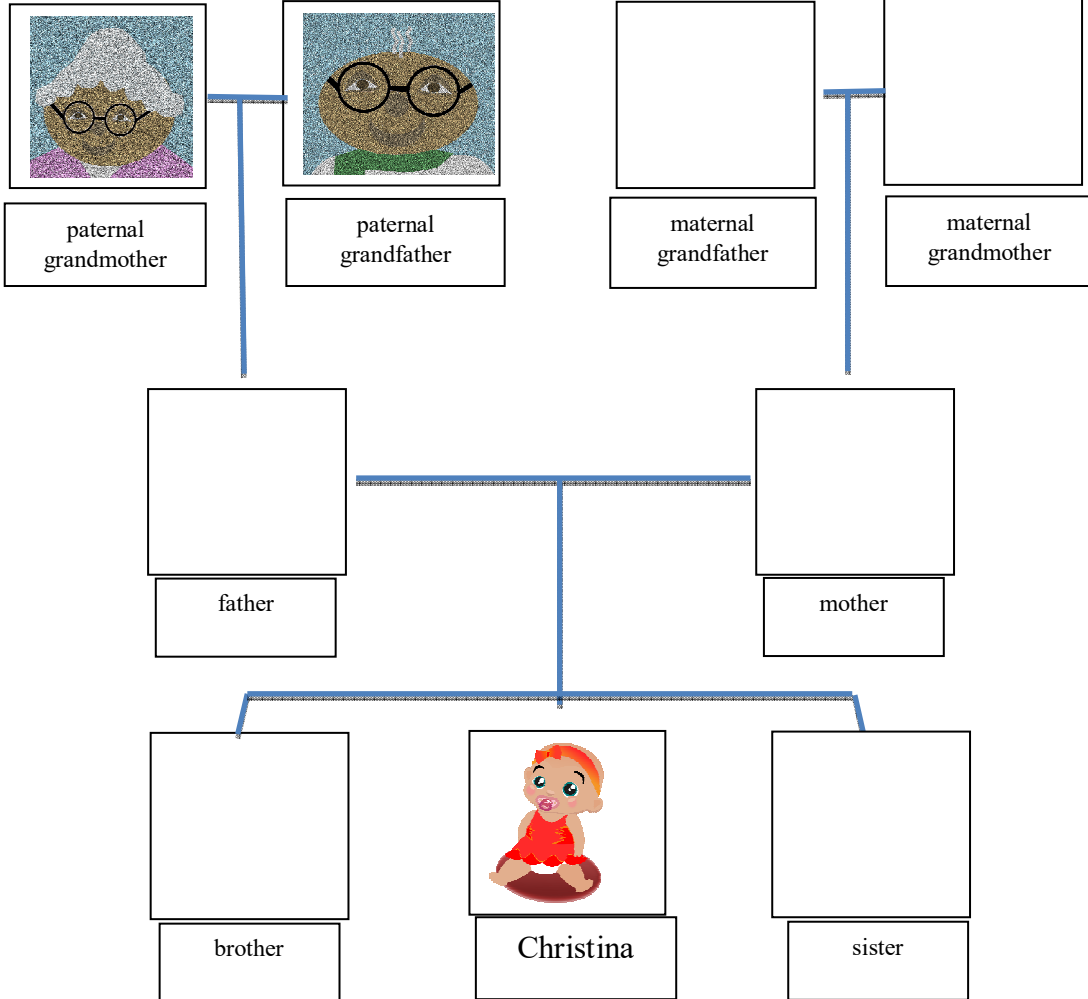 paternal
grandmother
paternal
grandfather
maternal
grandfather
maternal
grandmother
father
mother
brother
Christina
sister